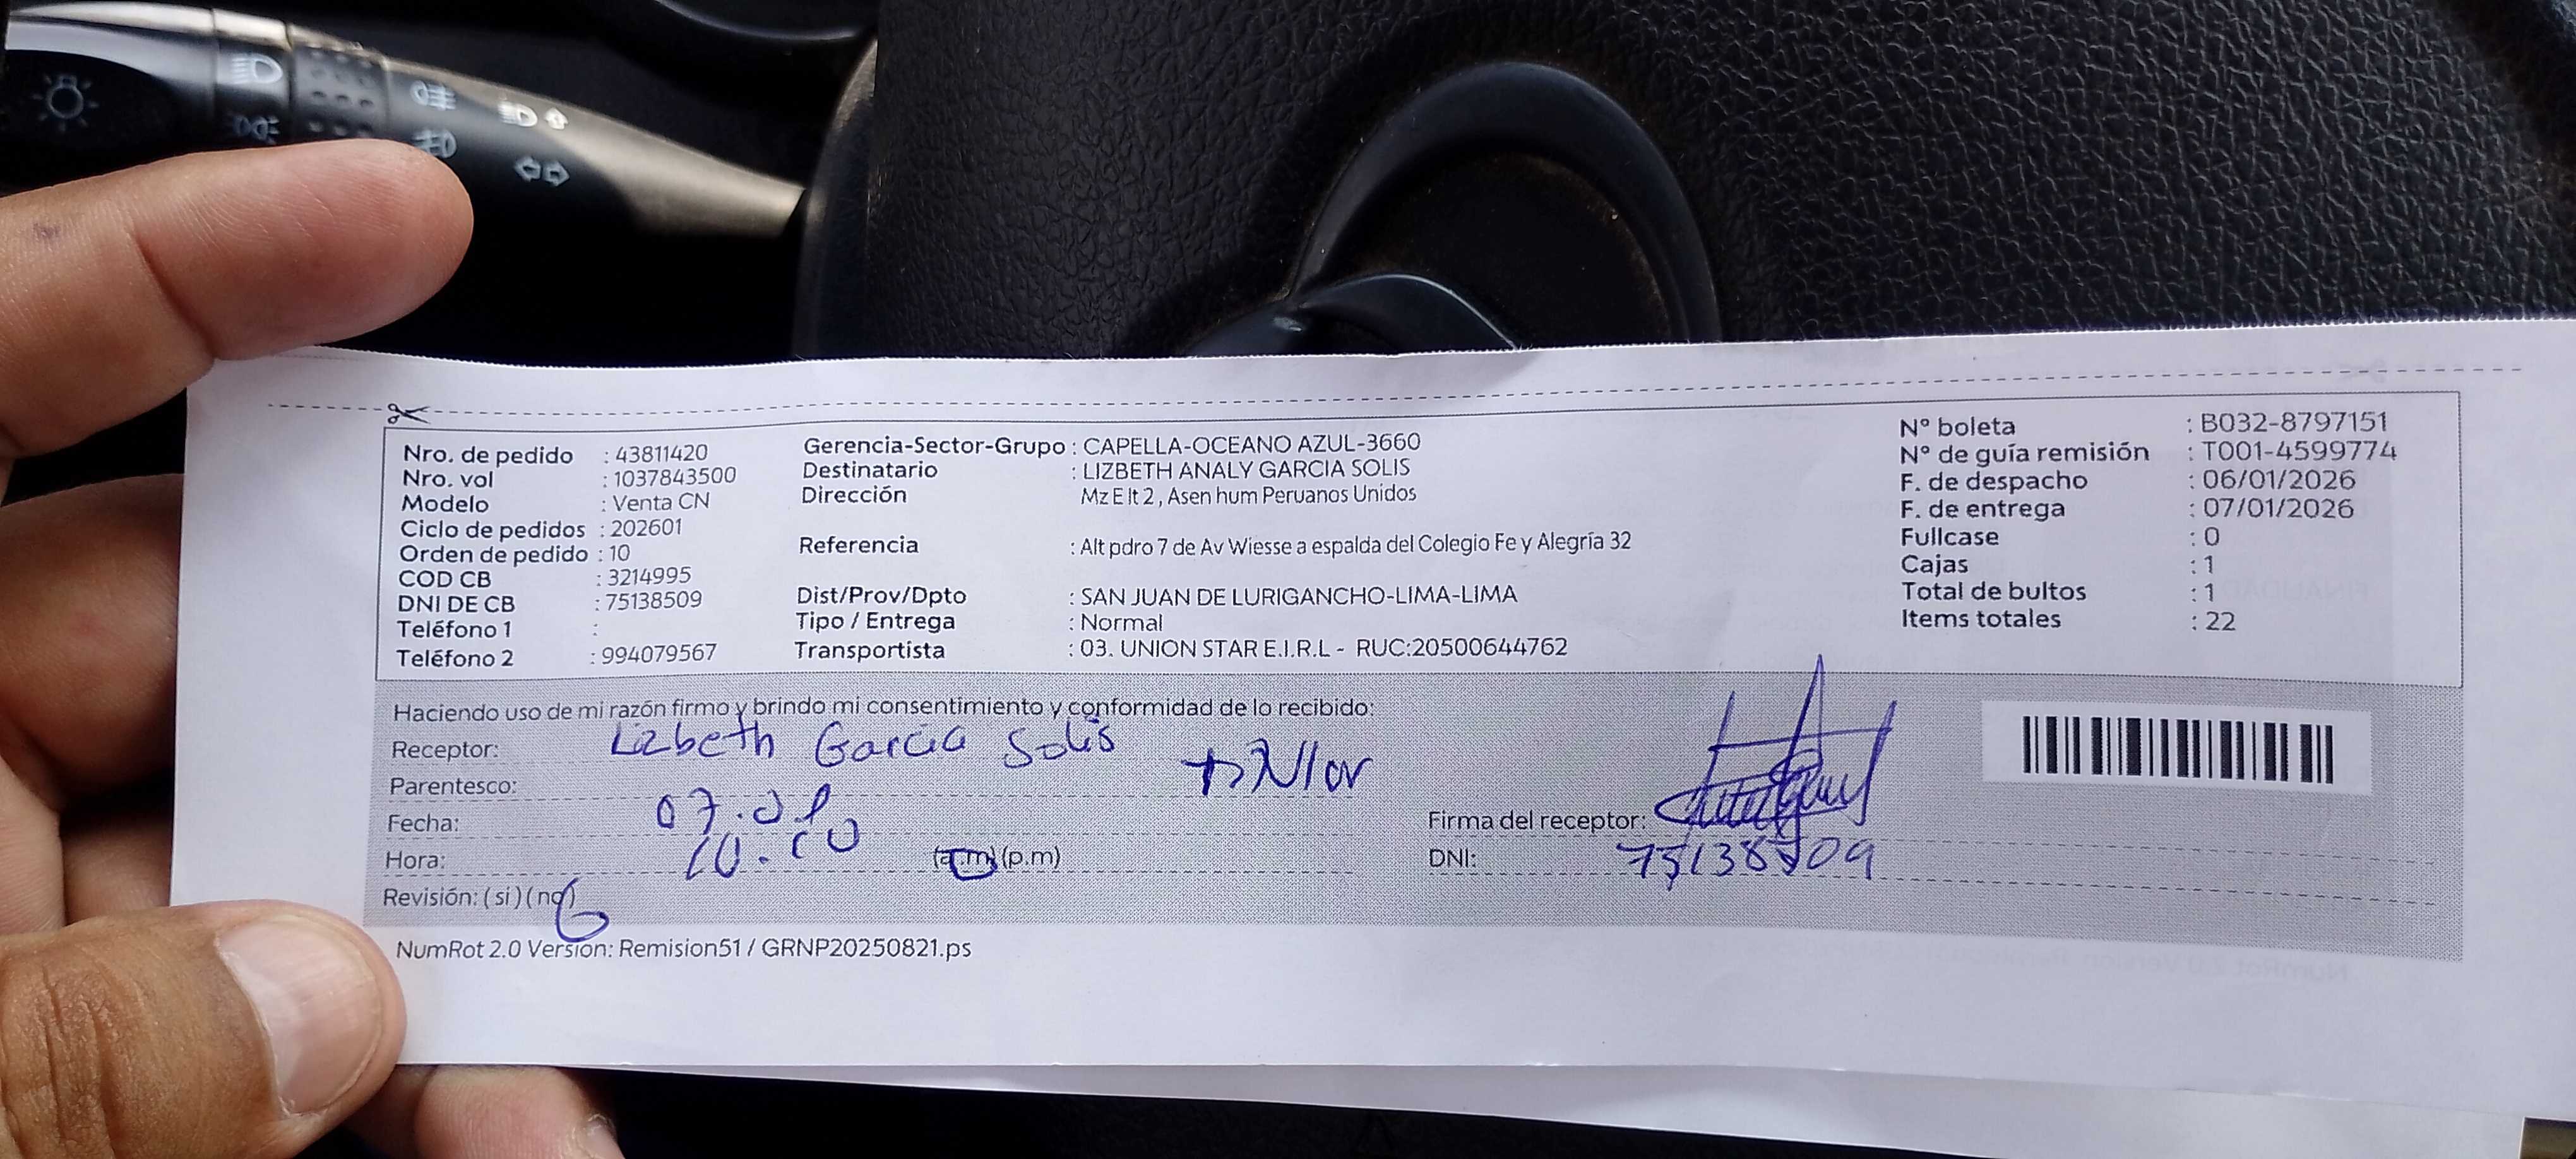 Nro. de pedido : 43811420
Nro. vol : 1037843500
Modelo : Venta CN
Ciclo de pedidos : 202601
Orden de pedido : 10
COD CB : 3214995
DNI DE CB : 75138509
Teléfono 1 :
Teléfono 2 : 994079567
Gerencia-Sector-Grupo : CAPELLA-OCEANO AZUL-3660
Destinatario : LIZBETH ANALY GARCIA SOLIS
Dirección Mz E lt 2 , Asen hum Peruanos Unidos
Referencia : Alt pdro 7 de Av Wiesse a espalda del Colegio Fe y Alegría 32
Dist/Prov/Dpto : SAN JUAN DE LURIGANCHO-LIMA-LIMA
Tipo / Entrega : Normal
Transportista : 03. UNION STAR E.I.R.L - RUC:20500644762
N° boleta : B032-8797151
N° de guía remisión : T001-4599774
F. de despacho : 06/01/2026
F. de entrega : 07/01/2026
Fullcase : 0
Cajas : 1
Total de bultos : 1
Items totales : 22
Haciendo uso de mi razón firmo y brindo mi consentimiento y conformidad de lo recibido:
Receptor: Lizbeth Garcia Solis
Parentesco:
Fecha: 07.01
Hora: 10.10 (a.m) (p.m)
Revisión: ( si ) ( no )
Firma del receptor:
DNI: 75138509
NumRot 2.0 Version: Remision51 / GRNP20250821.ps